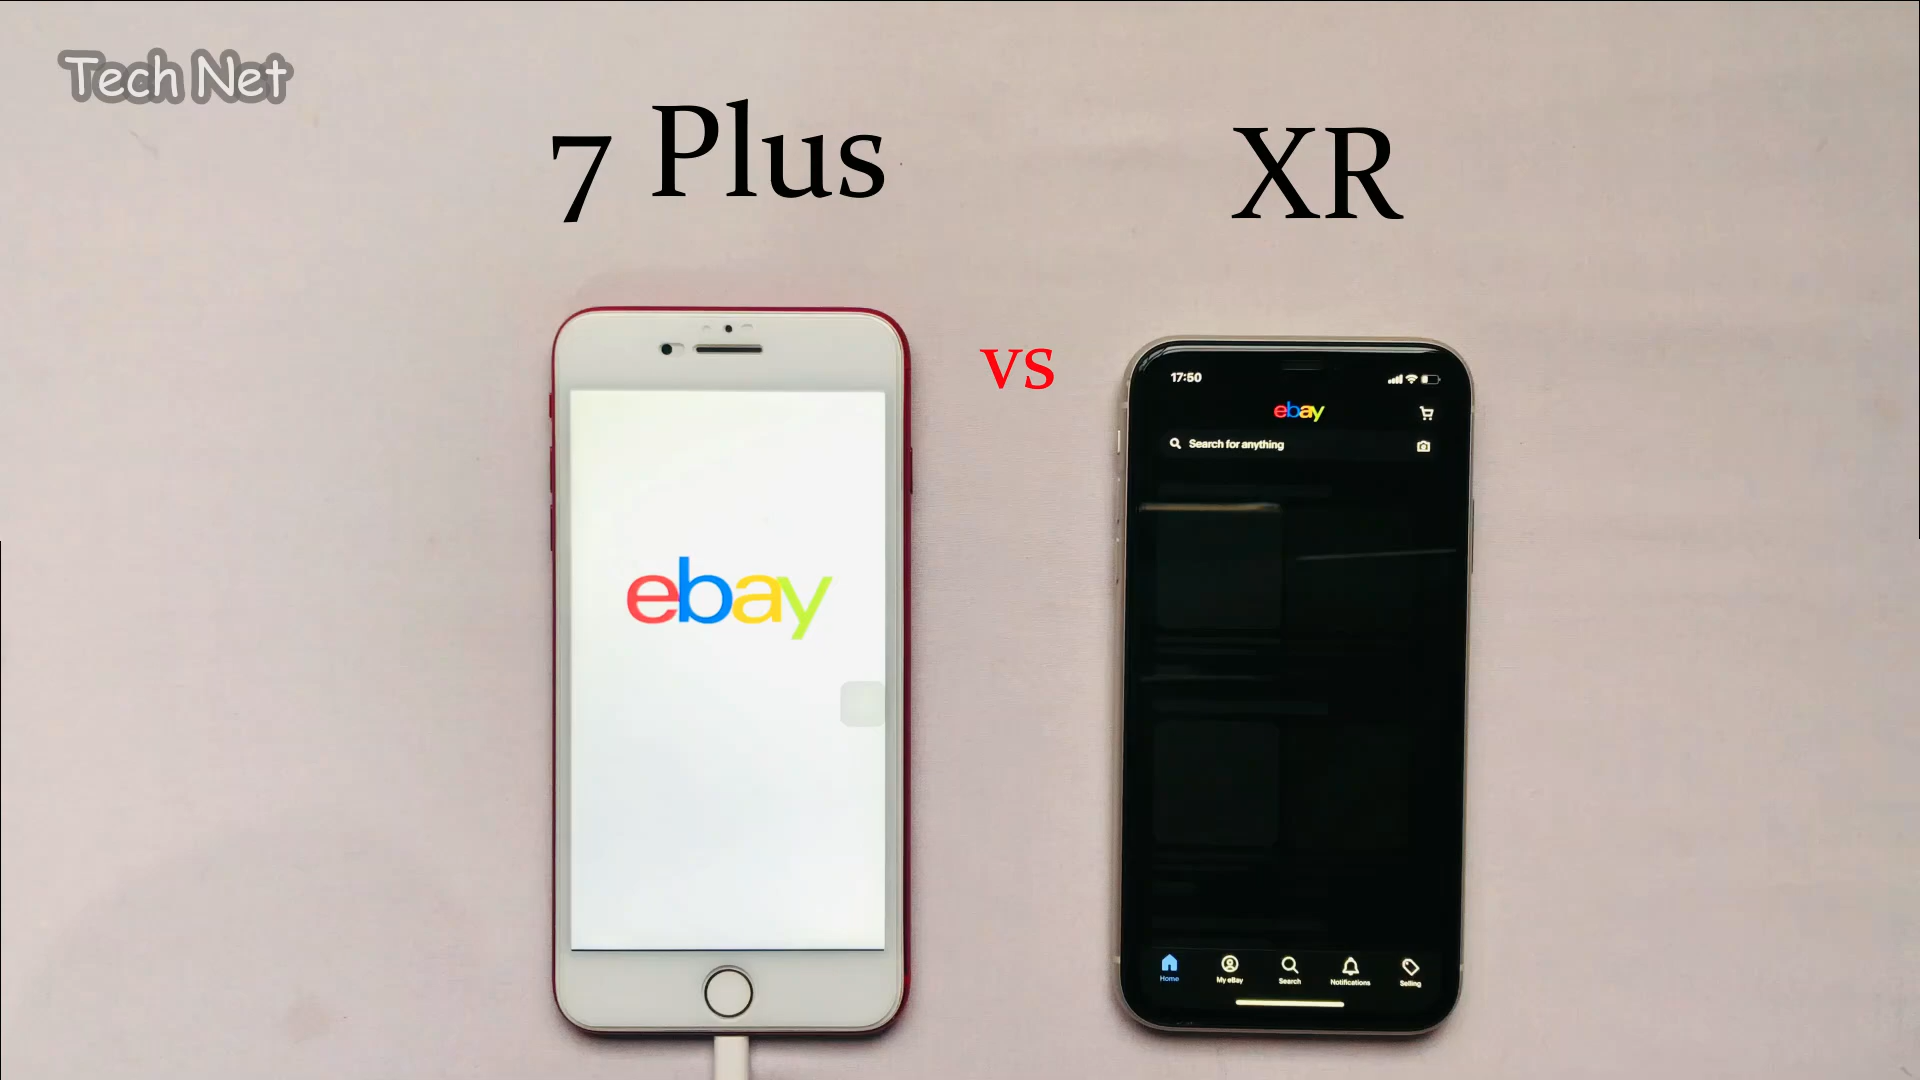 Tech Net
7 Plus
XR
vs
ebay
17:50
ebay
Search for anything
Home
My eBay
Search
Notifications
Selling